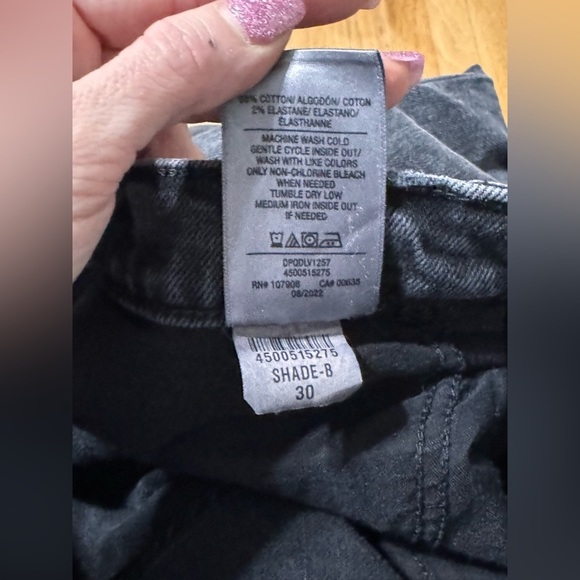 98% COTTON/ ALGODÓN/ COTON
2% ELASTANE/ ELASTANO/
ÉLASTHANNE
MACHINE WASH COLD
GENTLE CYCLE INSIDE OUT/
WASH WITH LIKE COLORS
ONLY NON-CHLORINE BLEACH
WHEN NEEDED
TUMBLE DRY LOW
MEDIUM IRON INSIDE OUT
IF NEEDED
DPQDLV1257
4500515275
RN# 107908 CA# 00635
08/2022
4500515275
SHADE-B
30